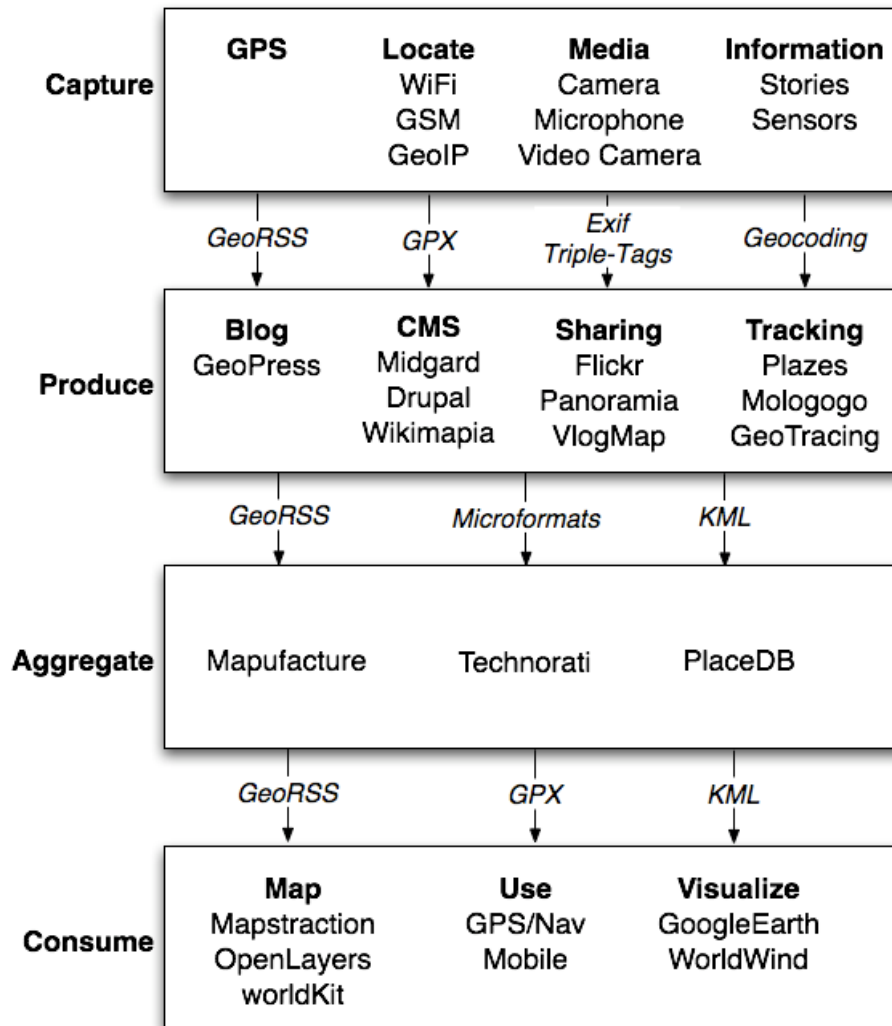 Capture
GPS
Locate
WiFi
GSM
GeoIP
Media
Camera
Microphone
Video Camera
Information
Stories
Sensors
GeoRSS
GPX
Exif
Triple-Tags
Geocoding
Produce
Blog
GeoPress
CMS
Midgard
Drupal
Wikimapia
Sharing
Flickr
Panoramia
VlogMap
Tracking
Plazes
Mologogo
GeoTracing
GeoRSS
Microformats
KML
Aggregate
Mapufacture
Technorati
PlaceDB
GeoRSS
GPX
KML
Consume
Map
Mapstraction
OpenLayers
worldKit
Use
GPS/Nav
Mobile
Visualize
GoogleEarth
WorldWind